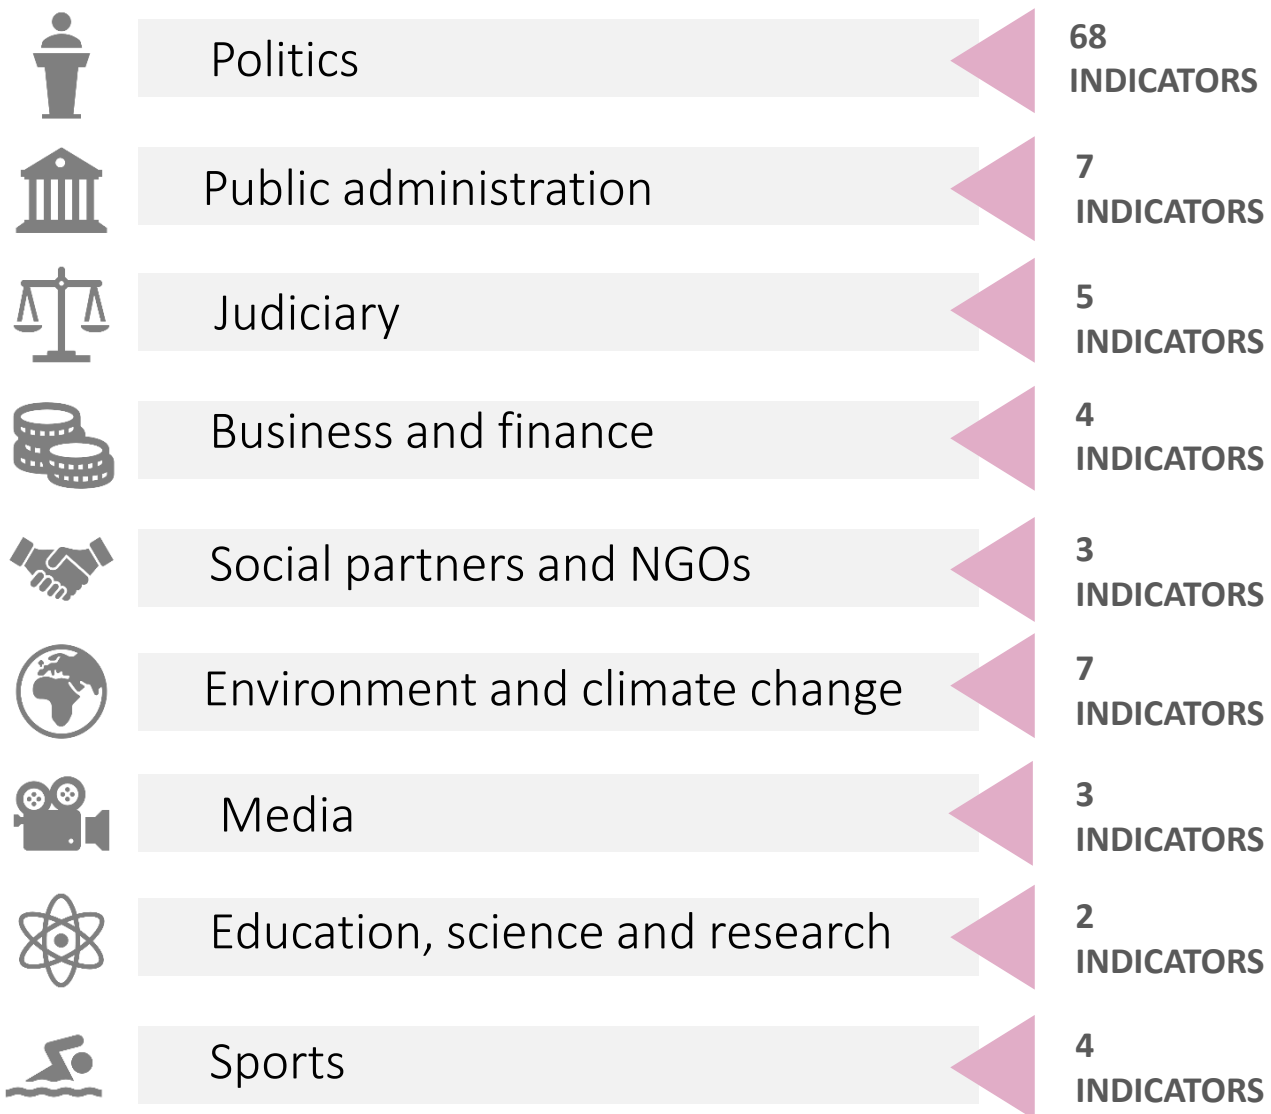 Politics
68
INDICATORS
Public administration
7
INDICATORS
Judiciary
5
INDICATORS
Business and finance
4
INDICATORS
Social partners and NGOs
3
INDICATORS
Environment and climate change
7
INDICATORS
Media
3
INDICATORS
Education, science and research
2
INDICATORS
Sports
4
INDICATORS